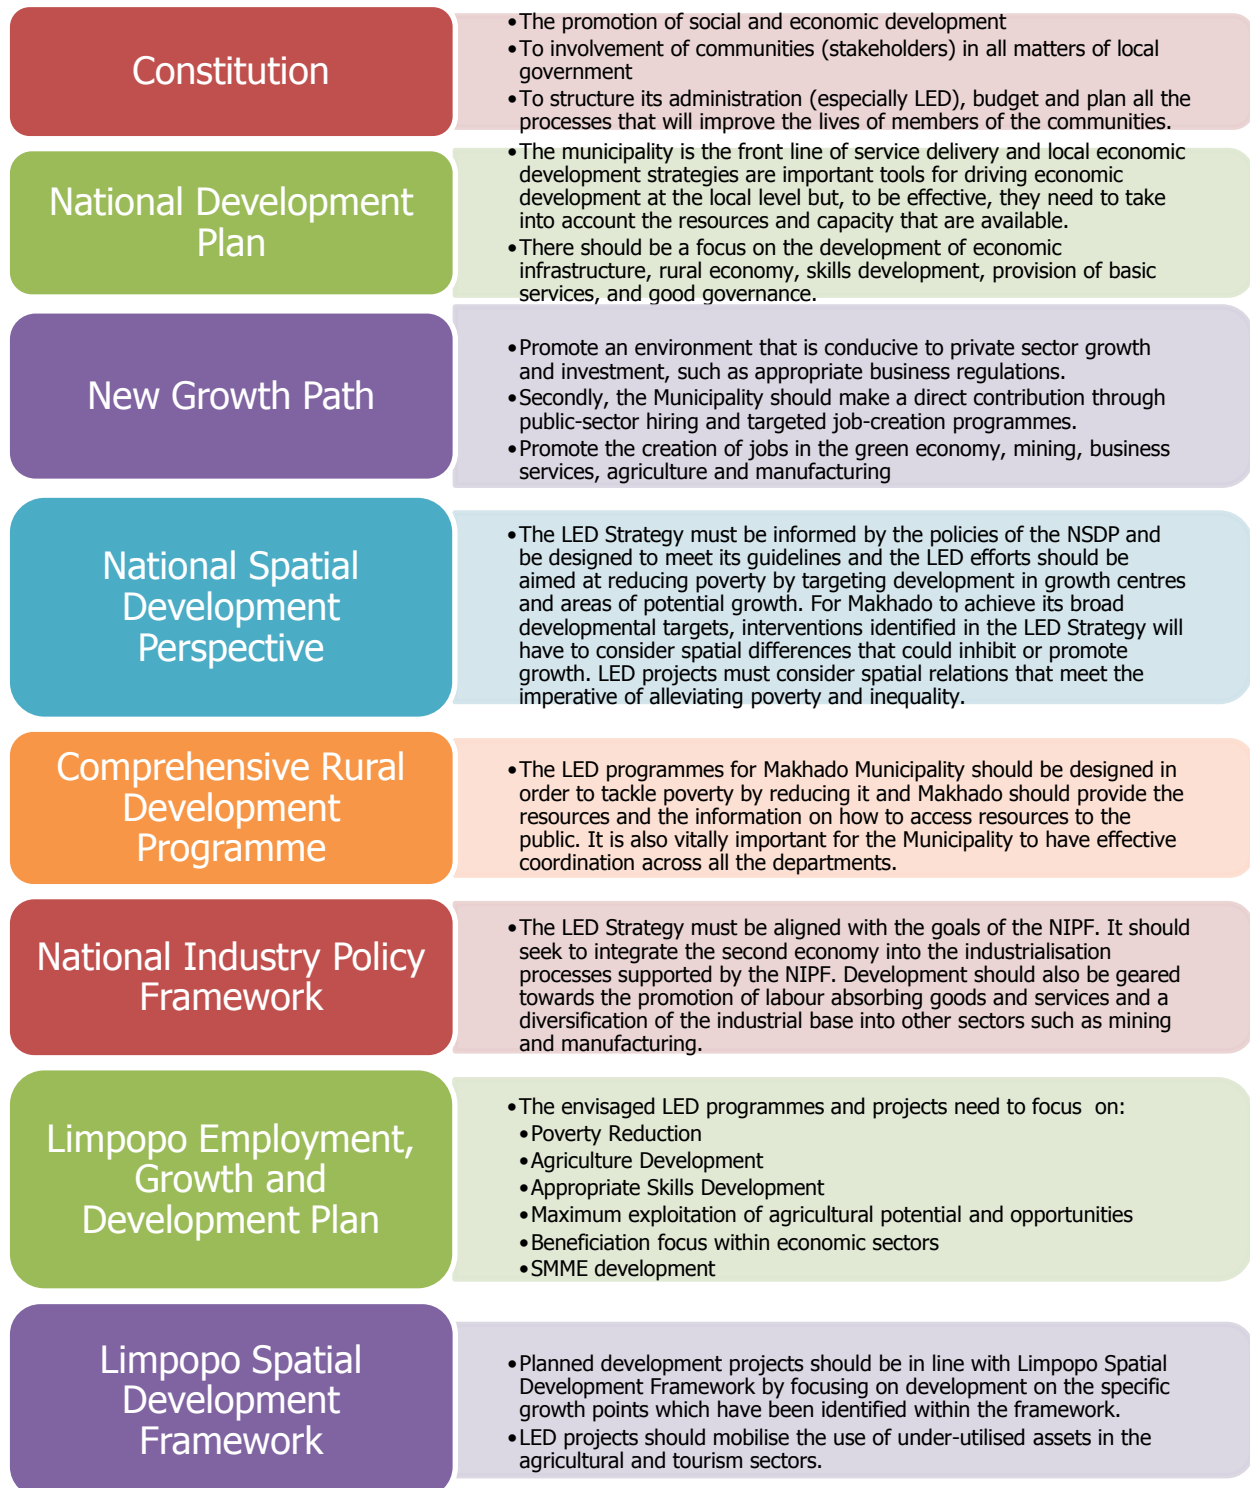 Constitution
•The promotion of social and economic development
•To involvement of communities (stakeholders) in all matters of local
government
•To structure its administration (especially LED), budget and plan all the
processes that will improve the lives of members of the communities.
National Development
Plan
•The municipality is the front line of service delivery and local economic
development strategies are important tools for driving economic
development at the local level but, to be effective, they need to take
into account the resources and capacity that are available.
•There should be a focus on the development of economic
infrastructure, rural economy, skills development, provision of basic
services, and good governance.
New Growth Path
•Promote an environment that is conducive to private sector growth
and investment, such as appropriate business regulations.
•Secondly, the Municipality should make a direct contribution through
public-sector hiring and targeted job-creation programmes.
•Promote the creation of jobs in the green economy, mining, business
services, agriculture and manufacturing
National Spatial
Development
Perspective
•The LED Strategy must be informed by the policies of the NSDP and
be designed to meet its guidelines and the LED efforts should be
aimed at reducing poverty by targeting development in growth centres
and areas of potential growth. For Makhado to achieve its broad
developmental targets, interventions identified in the LED Strategy will
have to consider spatial differences that could inhibit or promote
growth. LED projects must consider spatial relations that meet the
imperative of alleviating poverty and inequality.
Comprehensive Rural
Development
Programme
•The LED programmes for Makhado Municipality should be designed in
order to tackle poverty by reducing it and Makhado should provide the
resources and the information on how to access resources to the
public. It is also vitally important for the Municipality to have effective
coordination across all the departments.
National Industry Policy
Framework
•The LED Strategy must be aligned with the goals of the NIPF. It should
seek to integrate the second economy into the industrialisation
processes supported by the NIPF. Development should also be geared
towards the promotion of labour absorbing goods and services and a
diversification of the industrial base into other sectors such as mining
and manufacturing.
Limpopo Employment,
Growth and
Development Plan
•The envisaged LED programmes and projects need to focus on:
•Poverty Reduction
•Agriculture Development
•Appropriate Skills Development
•Maximum exploitation of agricultural potential and opportunities
•Beneficiation focus within economic sectors
•SMME development
Limpopo Spatial
Development
Framework
•Planned development projects should be in line with Limpopo Spatial
Development Framework by focusing on development on the specific
growth points which have been identified within the framework.
•LED projects should mobilise the use of under-utilised assets in the
agricultural and tourism sectors.